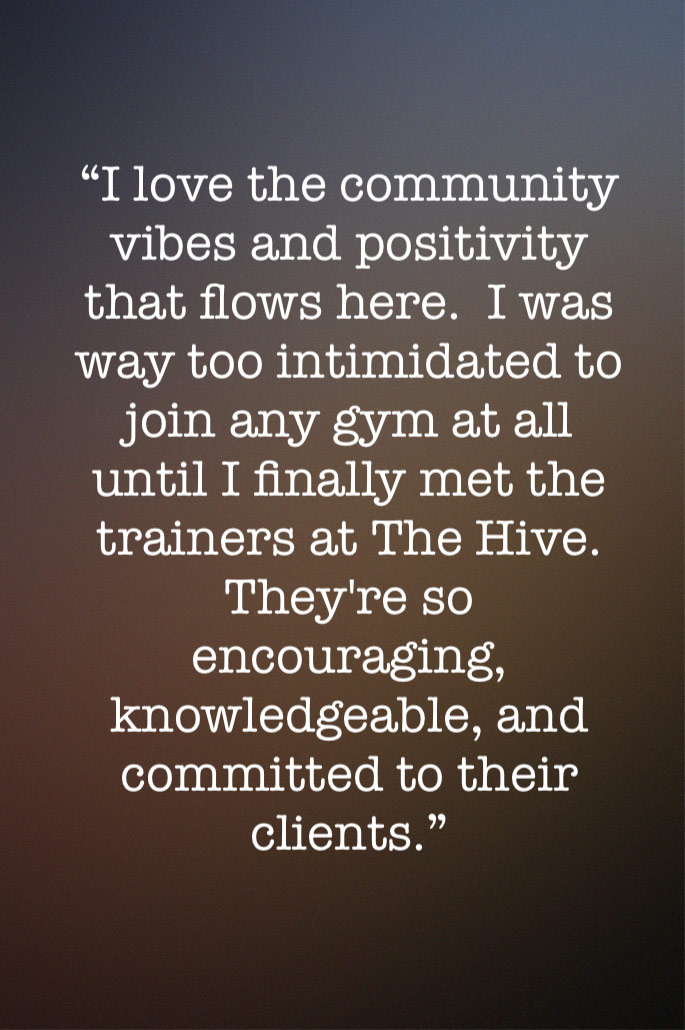 “I love the community
vibes and positivity
that flows here.  I was
way too intimidated to
join any gym at all
until I finally met the
trainers at The Hive.
They're so
encouraging,
knowledgeable, and
committed to their
clients.”